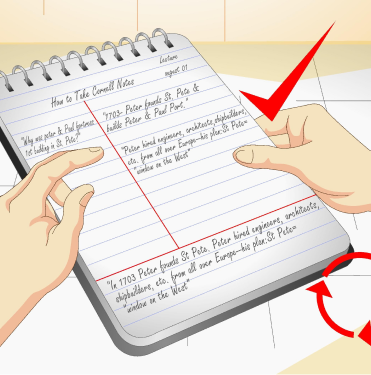 Lecture
august 01
How to Take Cornell Notes
"Why was peter & Paul fortress
1st building in St. Pete?"
"1703- Peter founds St. Pete &
builds Peter & Paul Port."
"Peter hired engineers, architects, shipbuilders,
etc. from all over Europe—his plan:St Pete=
"window on the West"
"In 1703 Peter founds St. Pete. Peter hired engineers, architects,
shipbuilders, etc. from all over Europe—his plan:St Pete=
"window on the West"